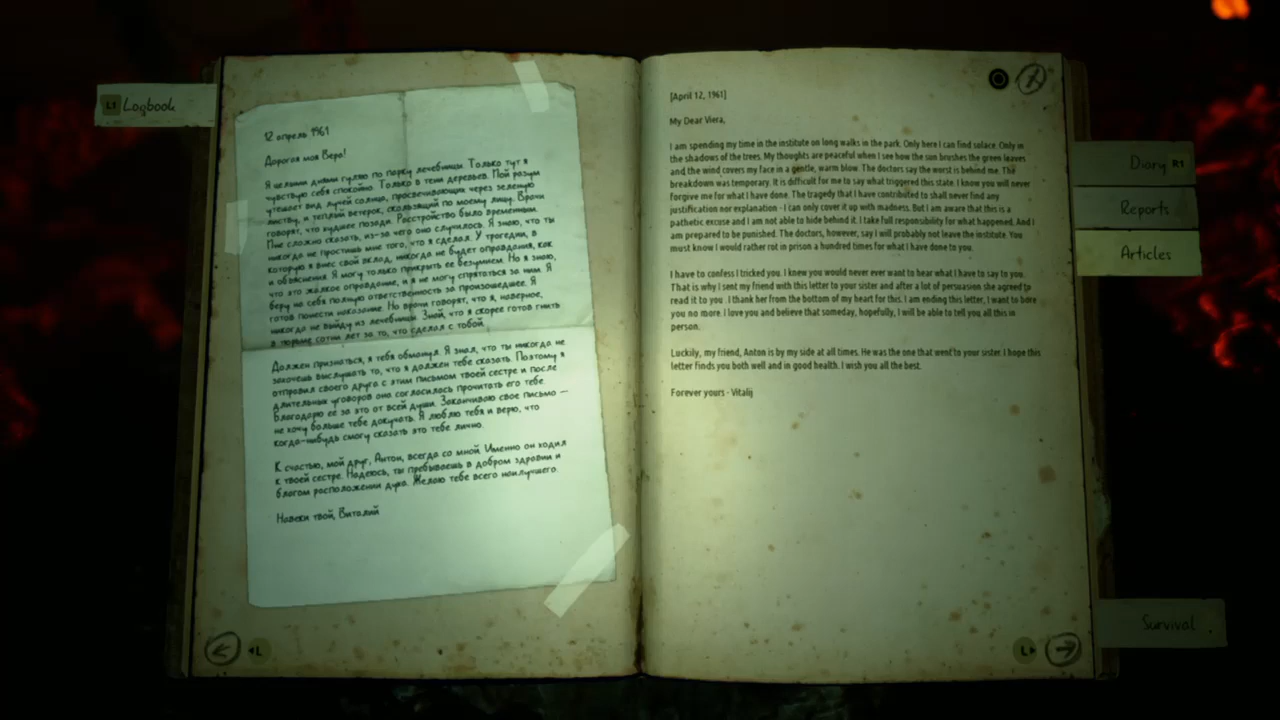 L1 Logbook
12 апрель 1961
Дорогая моя Вера!
Я целыми днями гуляю по парку лечебницы. Только тут я
чувствую себя спокойно. Только в тени деревьев. Мой разум
утешает вид лучей солнца, просвечивающих через зеленую
листву, и теплый ветерок, скользящий по моему лицу. Врачи
говорят, что худшее позади. Расстройство было временным.
Мне сложно сказать, из-за чего оно случилось. Я знаю, что ты
никогда не простишь мне того, что я сделал. У трагедии, в
которую я внес свой вклад, никогда не будет оправдания, как
и объяснения. Я могу только прикрыть ее безумием. Но я знаю,
что это жалкое оправдание, и я не могу спрятаться за ним. Я
беру на себя полную ответственность за произошедшее. Я
готов понести наказание. Но врачи говорят, что я, наверное,
никогда не выйду из лечебницы. Знай, что я скорее готов гнить
в тюрьме сотни лет за то, что сделал с тобой.
Должен признаться, я тебя обманул. Я знал, что ты никогда не
захочешь выслушать то, что я должен тебе сказать. Поэтому я
отправил своего друга с этим письмом твоей сестре и после
длительных уговоров она согласилась прочитать его тебе.
Благодарю ее за это от всей души. Заканчиваю свое письмо —
не хочу больше тебе докучать. Я люблю тебя и верю, что
когда-нибудь смогу сказать это тебе лично.
К счастью, мой друг, Антон, всегда со мной. Именно он ходил
к твоей сестре. Надеюсь, ты пребываешь в добром здравии и
благом расположении духа. Желаю тебе всего наилучшего.
Навеки твой, Виталий
L
[April 12, 1961]
My Dear Viera,
I am spending my time in the institute on long walks in the park. Only here I can find solace. Only in
the shadows of the trees. My thoughts are peaceful when I see how the sun brushes the green leaves
and the wind covers my face in a gentle, warm blow. The doctors say the worst is behind me. The
breakdown was temporary. It is difficult for me to say what triggered this state. I know you will never
forgive me for what I have done. The tragedy that I have contributed to shall never find any
justification nor explanation - I can only cover it up with madness. But I am aware that this is a
pathetic excuse and I am not able to hide behind it. I take full responsibility for what happened. And I
am prepared to be punished. The doctors, however, say I will probably not leave the institute. You
must know I would rather rot in prison a hundred times for what I have done to you.
I have to confess I tricked you. I knew you would never ever want to hear what I have to say to you.
That is why I sent my friend with this letter to your sister and after a lot of persuasion she agreed to
read it to you. I thank her from the bottom of my heart for this. I am ending this letter, I want to bore
you no more. I love you and believe that someday, hopefully, I will be able to tell you all this in
person.
Luckily, my friend, Anton is by my side at all times. He was the one that went to your sister. I hope this
letter finds you both well and in good health. I wish you all the best.
Forever yours - Vitalij
L
Diary R1
Reports
Articles
Survival